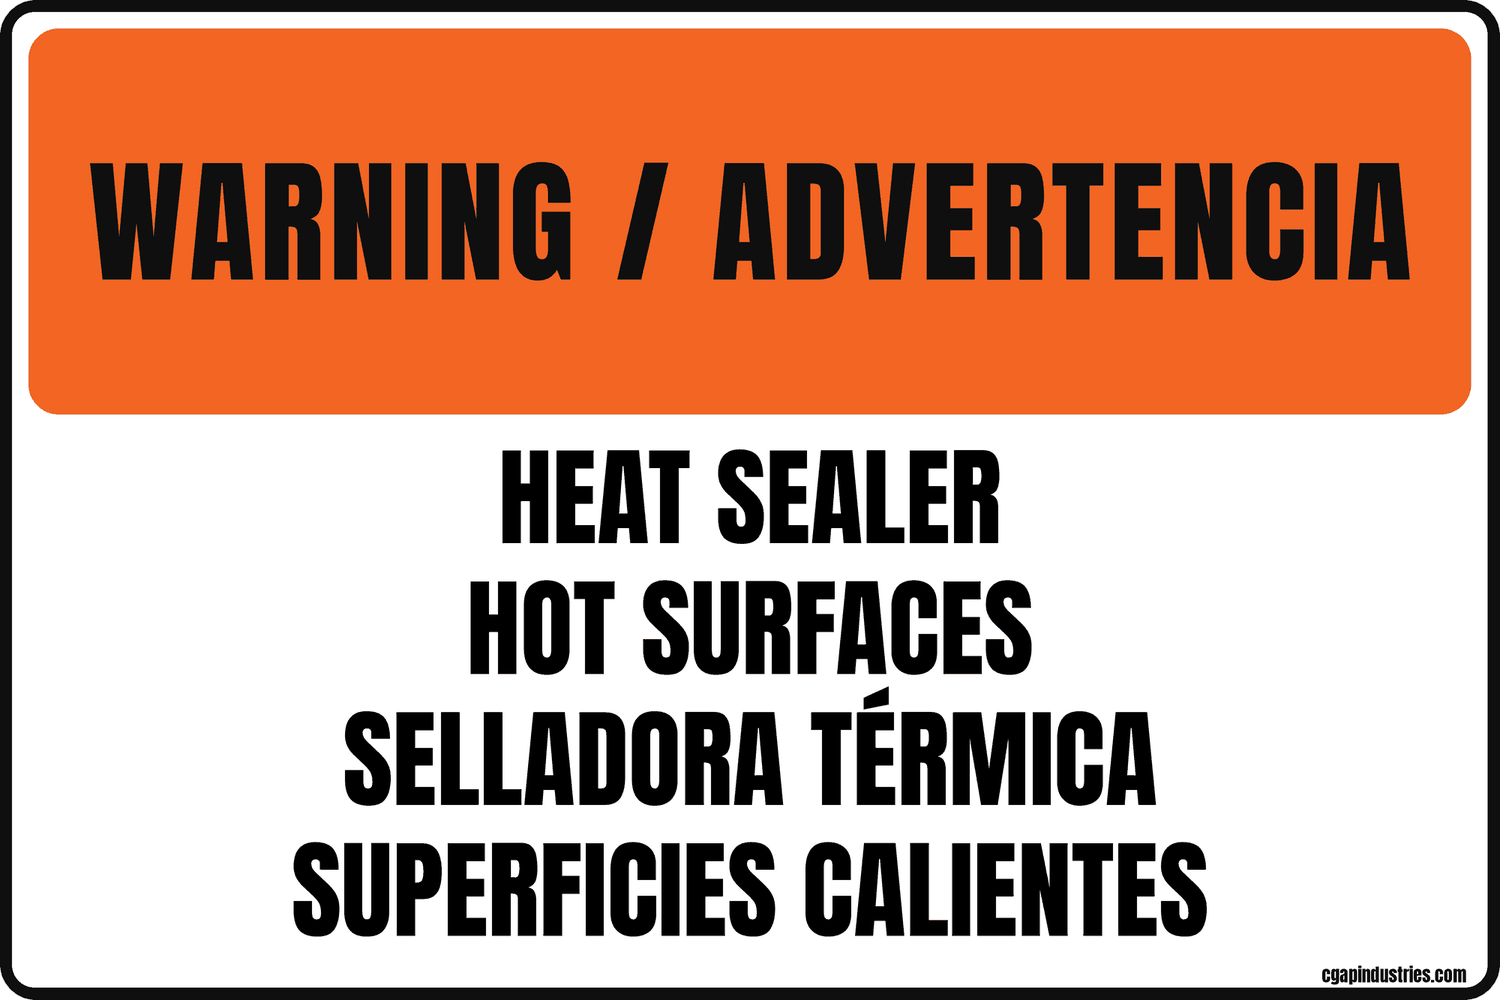 WARNING / ADVERTENCIA
HEAT SEALER
HOT SURFACES
SELLADORA TÉRMICA
SUPERFICIES CALIENTES
cgapindustries.com